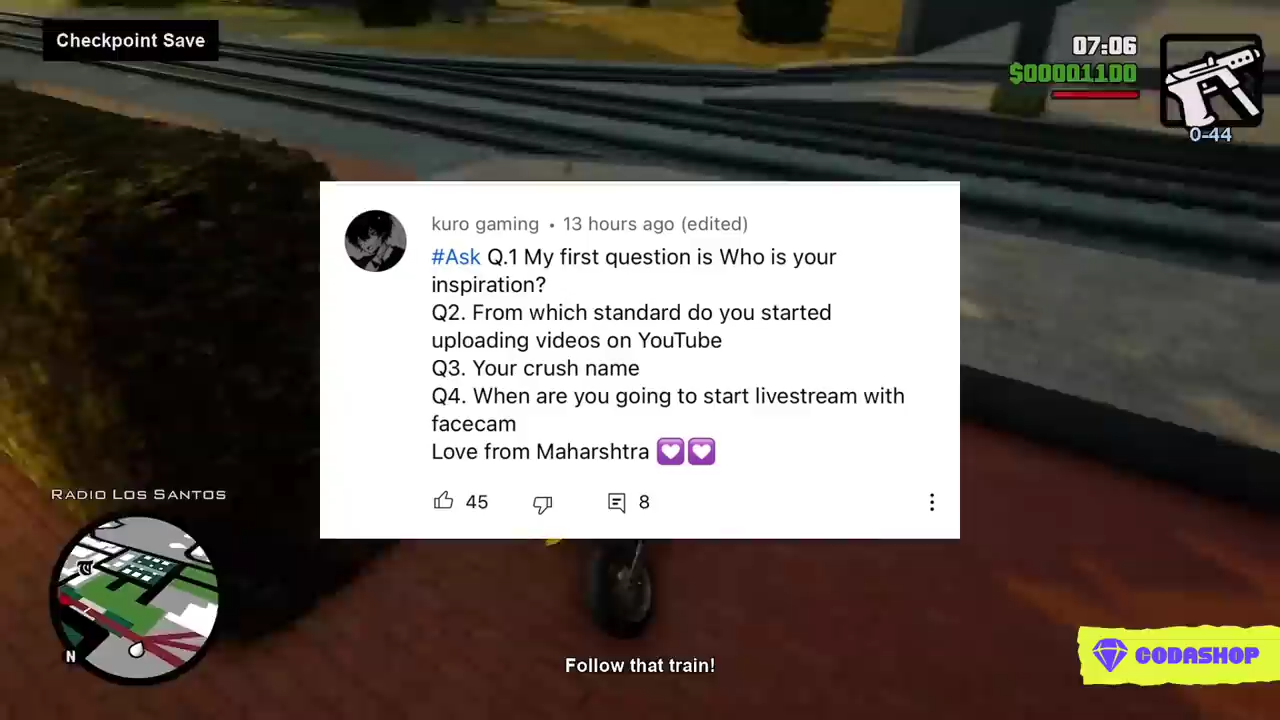 Checkpoint Save
07:06
$00001100
0-44
kuro gaming • 13 hours ago (edited)
#Ask Q.1 My first question is Who is your
inspiration?
Q2. From which standard do you started
uploading videos on YouTube
Q3. Your crush name
Q4. When are you going to start livestream with
facecam
Love from Maharshtra 💜💜
45 8
RADIO LOS SANTOS
N
Follow that train!
CODASHOP